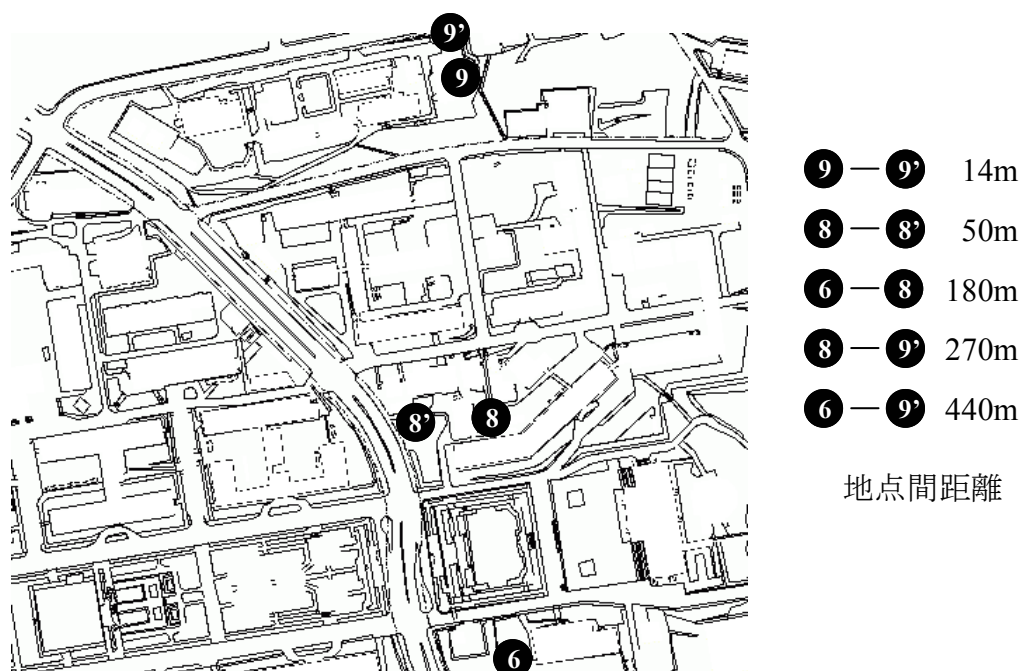 9’
9
8’
8
6
9 — 9’ 14m
8 — 8’ 50m
6 — 8 180m
8 — 9’ 270m
6 — 9’ 440m
地点間距離